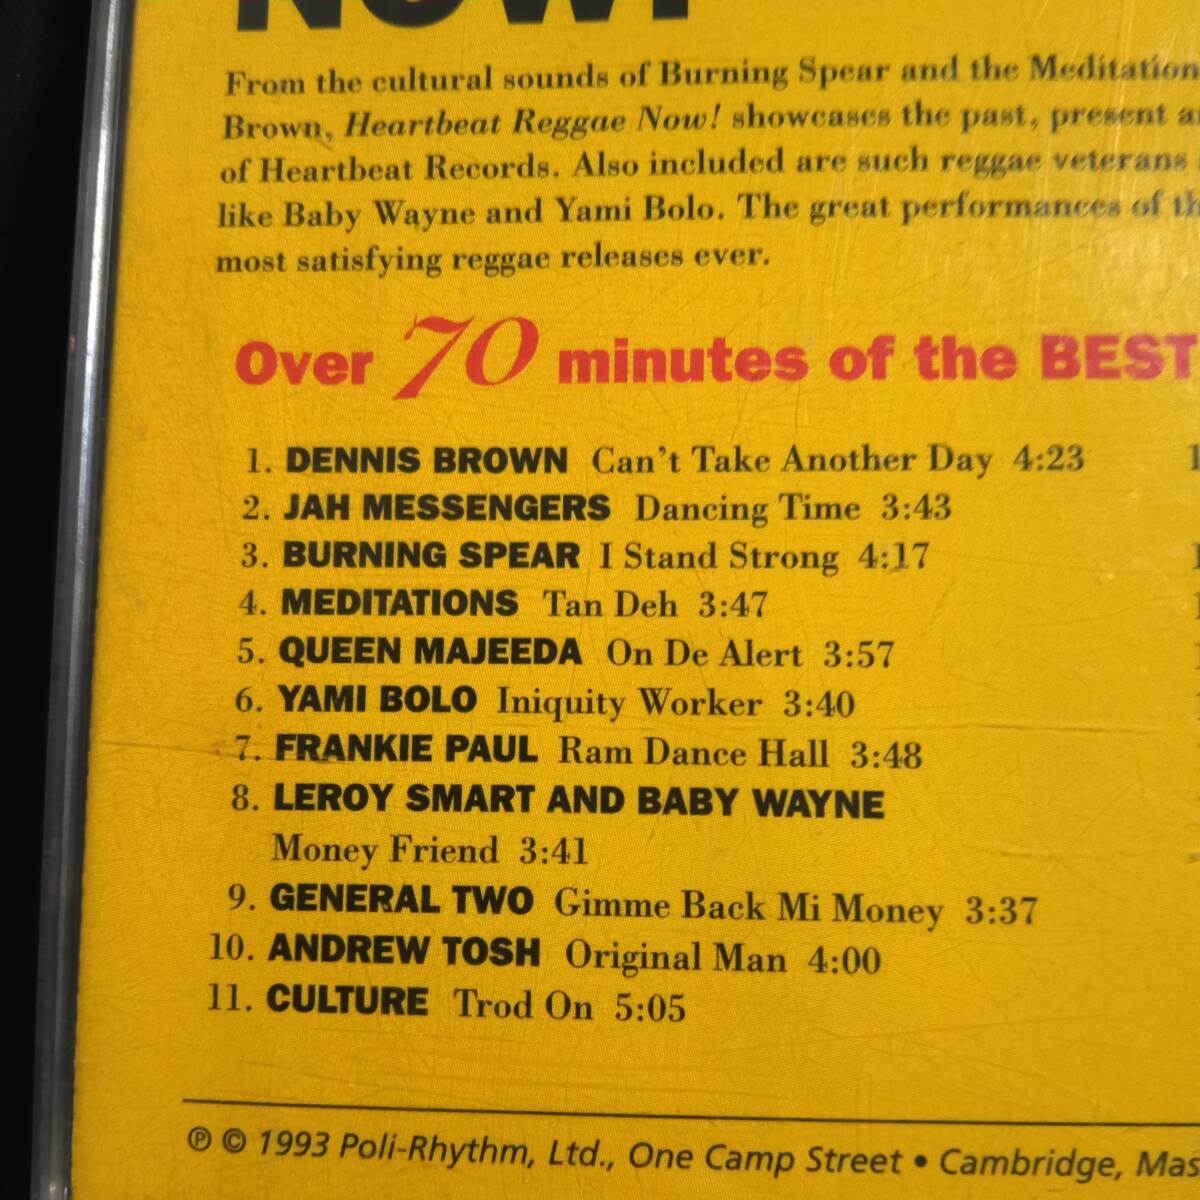 NOW!
From the cultural sounds of Burning Spear and the Meditation
Brown, Heartbeat Reggae Now! showcases the past, present
of Heartbeat Records. Also included are such reggae veterans
like Baby Wayne and Yami Bolo. The great performances of
most satisfying reggae releases ever.
Over 70 minutes of the BEST
1. DENNIS BROWN Can't Take Another Day 4:23
2. JAH MESSENGERS Dancing Time 3:43
3. BURNING SPEAR I Stand Strong 4:17
4. MEDITATIONS Tan Deh 3:47
5. QUEEN MAJEEDA On De Alert 3:57
6. YAMI BOLO Iniquity Worker 3:40
7. FRANKIE PAUL Ram Dance Hall 3:48
8. LEROY SMART AND BABY WAYNE
Money Friend 3:41
9. GENERAL TWO Gimme Back Mi Money 3:37
10. ANDREW TOSH Original Man 4:00
11. CULTURE Trod On 5:05
℗ © 1993 Poli-Rhythm, Ltd., One Camp Street • Cambridge, Mas